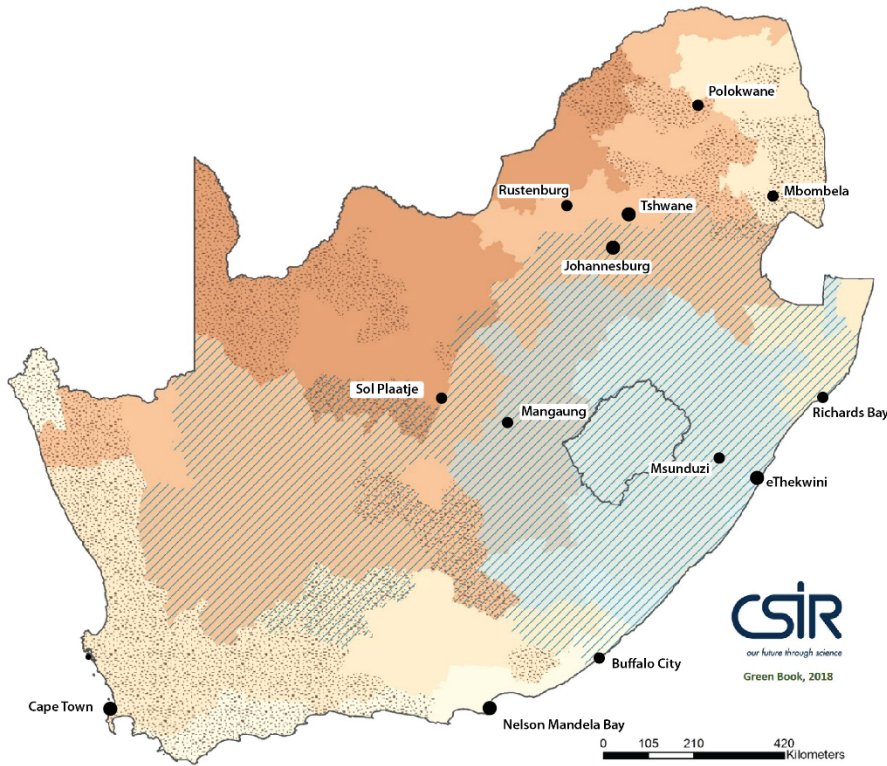 Polokwane
Mbombela
Rustenburg
Tshwane
Johannesburg
Sol Plaatje
Mangaung
Richards Bay
Msunduzi
eThekwini
CSIR
our future through science
Green Book, 2018
Buffalo City
Cape Town
Nelson Mandela Bay
0 105 210 420
Kilometers